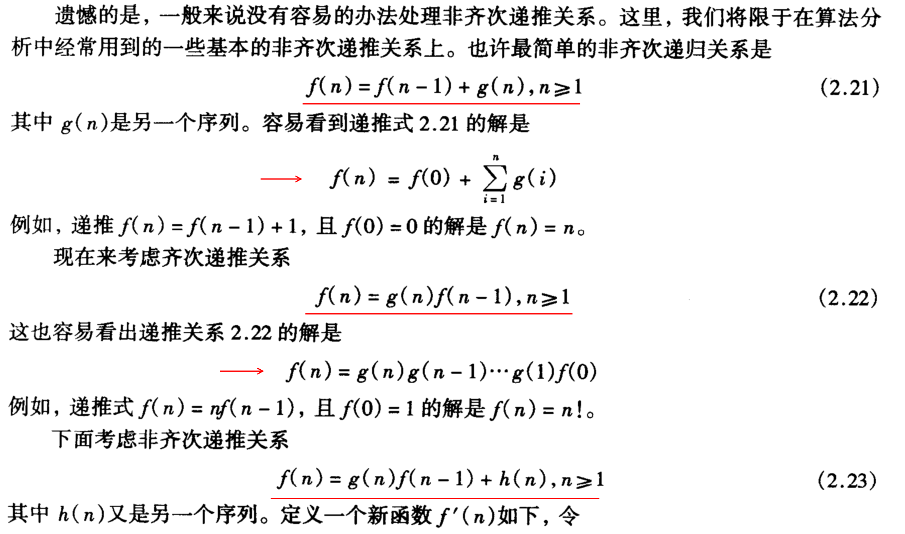 遗憾的是，一般来说没有容易的办法处理非齐次递推关系。这里，我们将限于在算法分
析中经常用到的一些基本的非齐次递推关系上。也许最简单的非齐次递归关系是
f(n)=f(n-1)+g(n),n≥1 (2.21)
其中 g(n)是另一个序列。容易看到递推式 2.21 的解是
→ f(n) = f(0) + ∑_{i=1}^{n} g(i)
例如，递推 f(n)=f(n-1)+1，且 f(0)=0 的解是 f(n)=n。
现在来考虑齐次递推关系
f(n)=g(n)f(n-1),n≥1 (2.22)
这也容易看出递推关系 2.22 的解是
→ f(n)=g(n)g(n-1)⋯g(1)f(0)
例如，递推式 f(n)=nf(n-1)，且 f(0)=1 的解是 f(n)=n!。
下面考虑非齐次递推关系
f(n)=g(n)f(n-1)+h(n),n≥1 (2.23)
其中 h(n)又是另一个序列。定义一个新函数 f′(n)如下，令